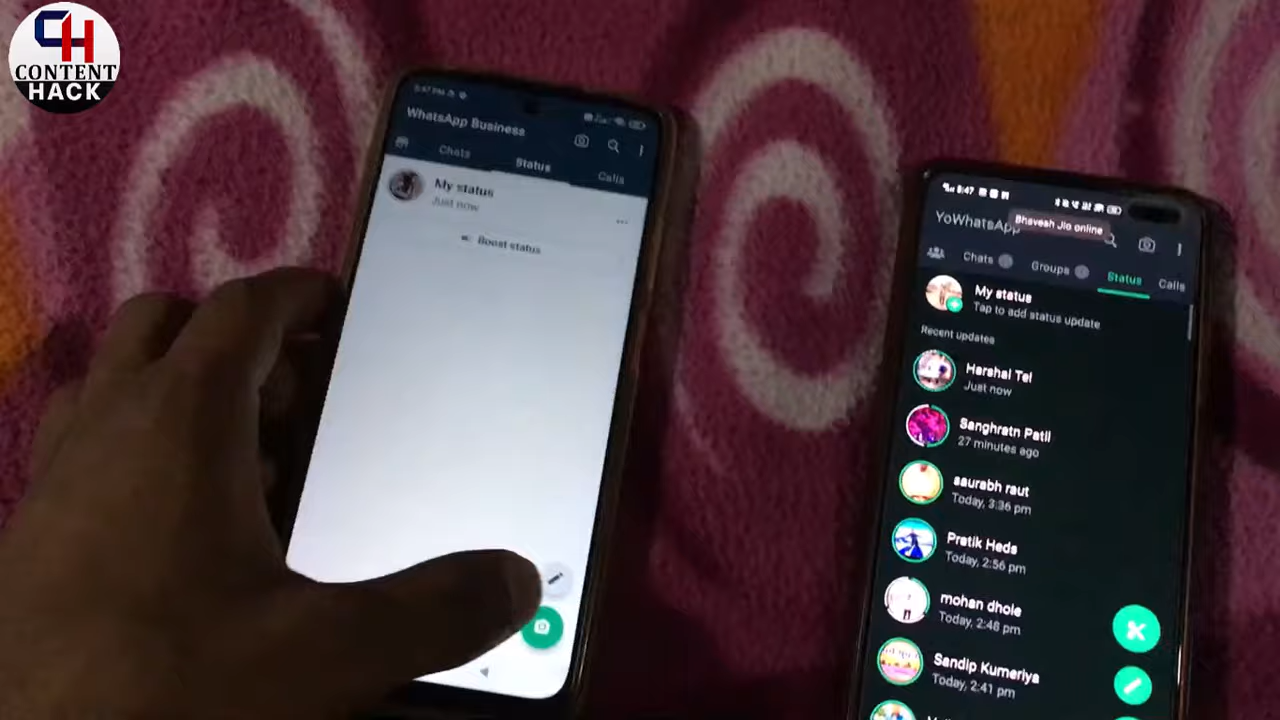 CH
CONTENT
HACK
WhatsApp Business
Chats
Status
Calls
My status
Just now
Boost status
YoWhatsApp
Bhavesh Jio online
Chats
Groups
Status
Calls
My status
Tap to add status update
Recent updates
Harshal Tel
Just now
Sanghratn Patil
27 minutes ago
saurabh raut
Today, 3:36 pm
Pratik Hads
Today, 2:56 pm
mohan dhole
Today, 2:48 pm
Sandip Kumeriya
Today, 2:41 pm